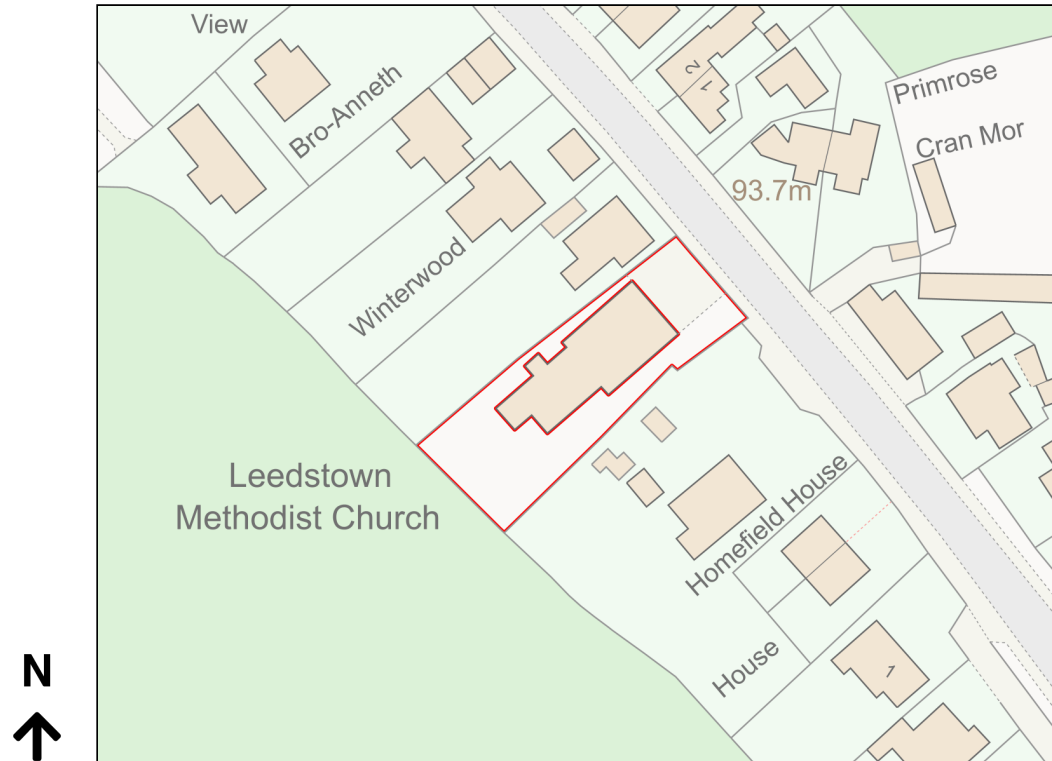 View
2
1
Primrose
Bro-Anneth
Cran Mor
93.7m
Winterwood
Leedstown
Methodist Church
Homefield House
House
1
N